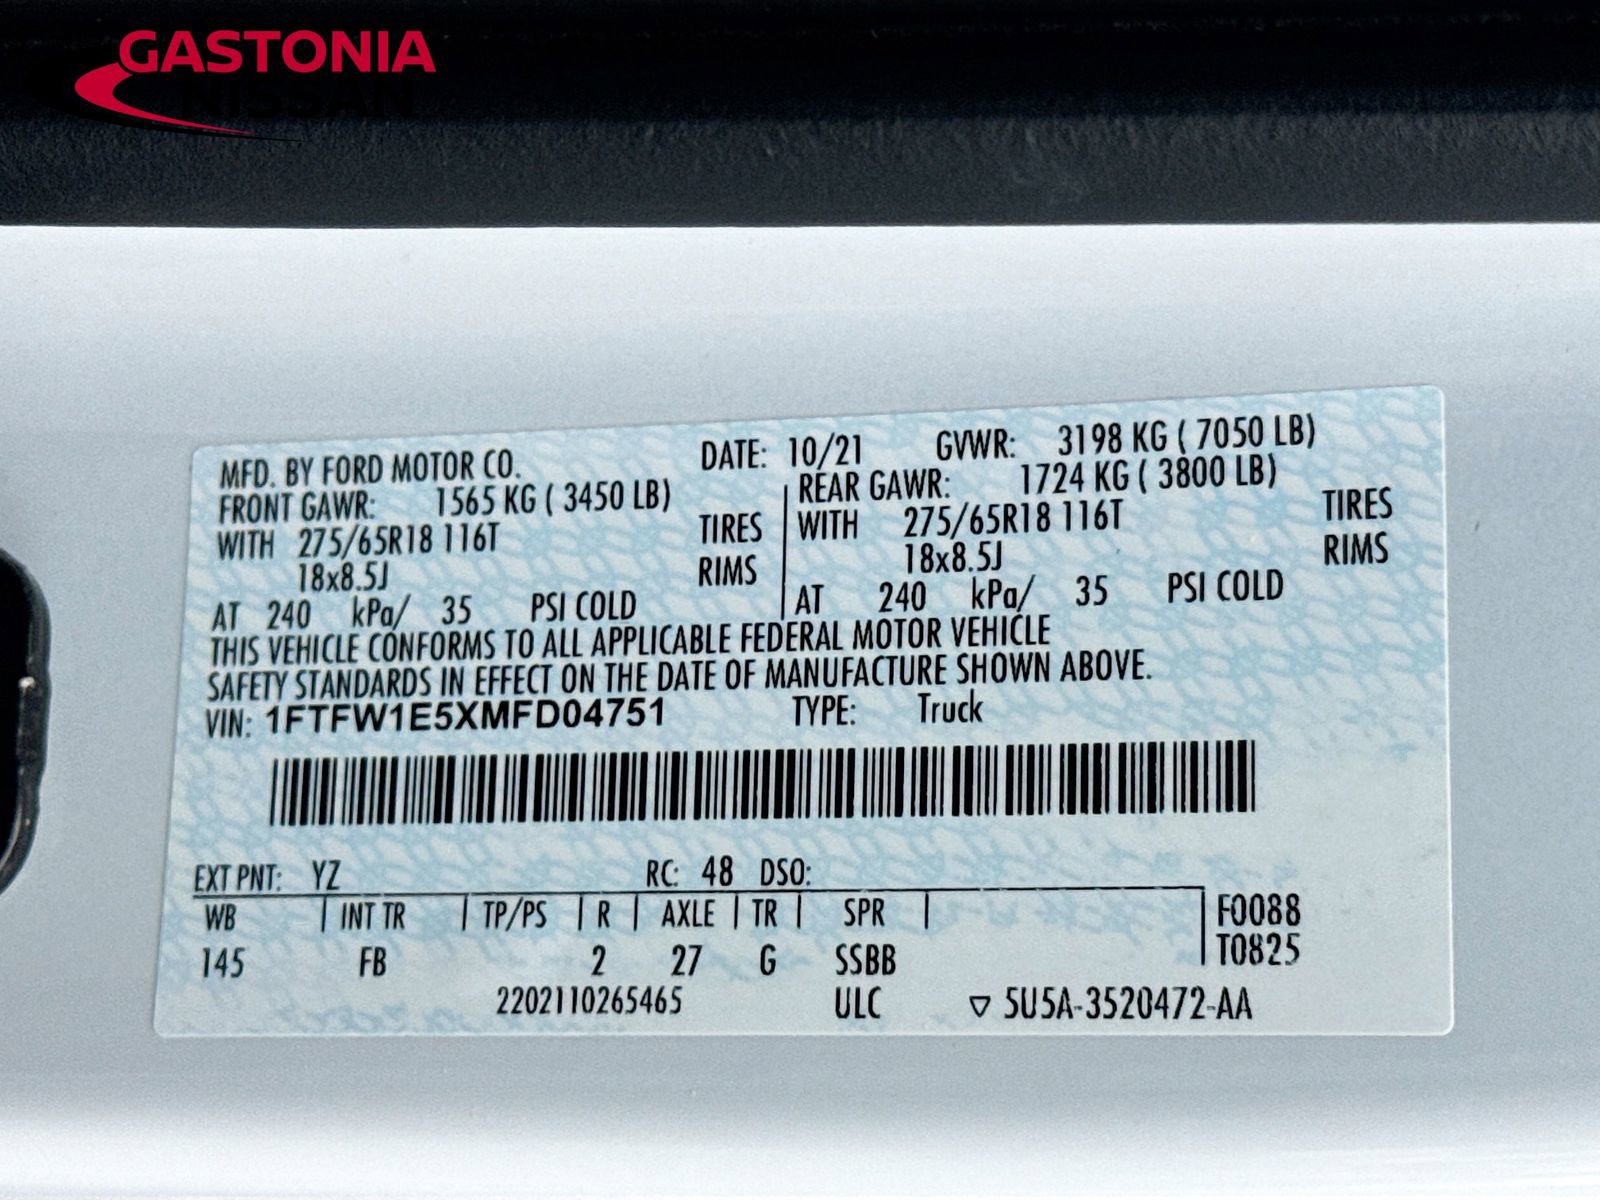 GASTONIA
NISSAN
MFD. BY FORD MOTOR CO. DATE: 10/21 GVWR: 3198 KG ( 7050 LB)
FRONT GAWR: 1565 KG ( 3450 LB) REAR GAWR: 1724 KG ( 3800 LB)
WITH 275/65R18 116T TIRES WITH 275/65R18 116T TIRES
18x8.5J RIMS 18x8.5J RIMS
AT 240 kPa/ 35 PSI COLD AT 240 kPa/ 35 PSI COLD
THIS VEHICLE CONFORMS TO ALL APPLICABLE FEDERAL MOTOR VEHICLE
SAFETY STANDARDS IN EFFECT ON THE DATE OF MANUFACTURE SHOWN ABOVE.
VIN: 1FTFW1E5XMFD04751 TYPE: Truck
EXT PNT: YZ RC: 48 DSO:
WB INT TR TP/PS R AXLE TR SPR F0088
145 FB 2 27 G SSBB T0825
2202110265465 ULC ▽ 5U5A-3520472-AA